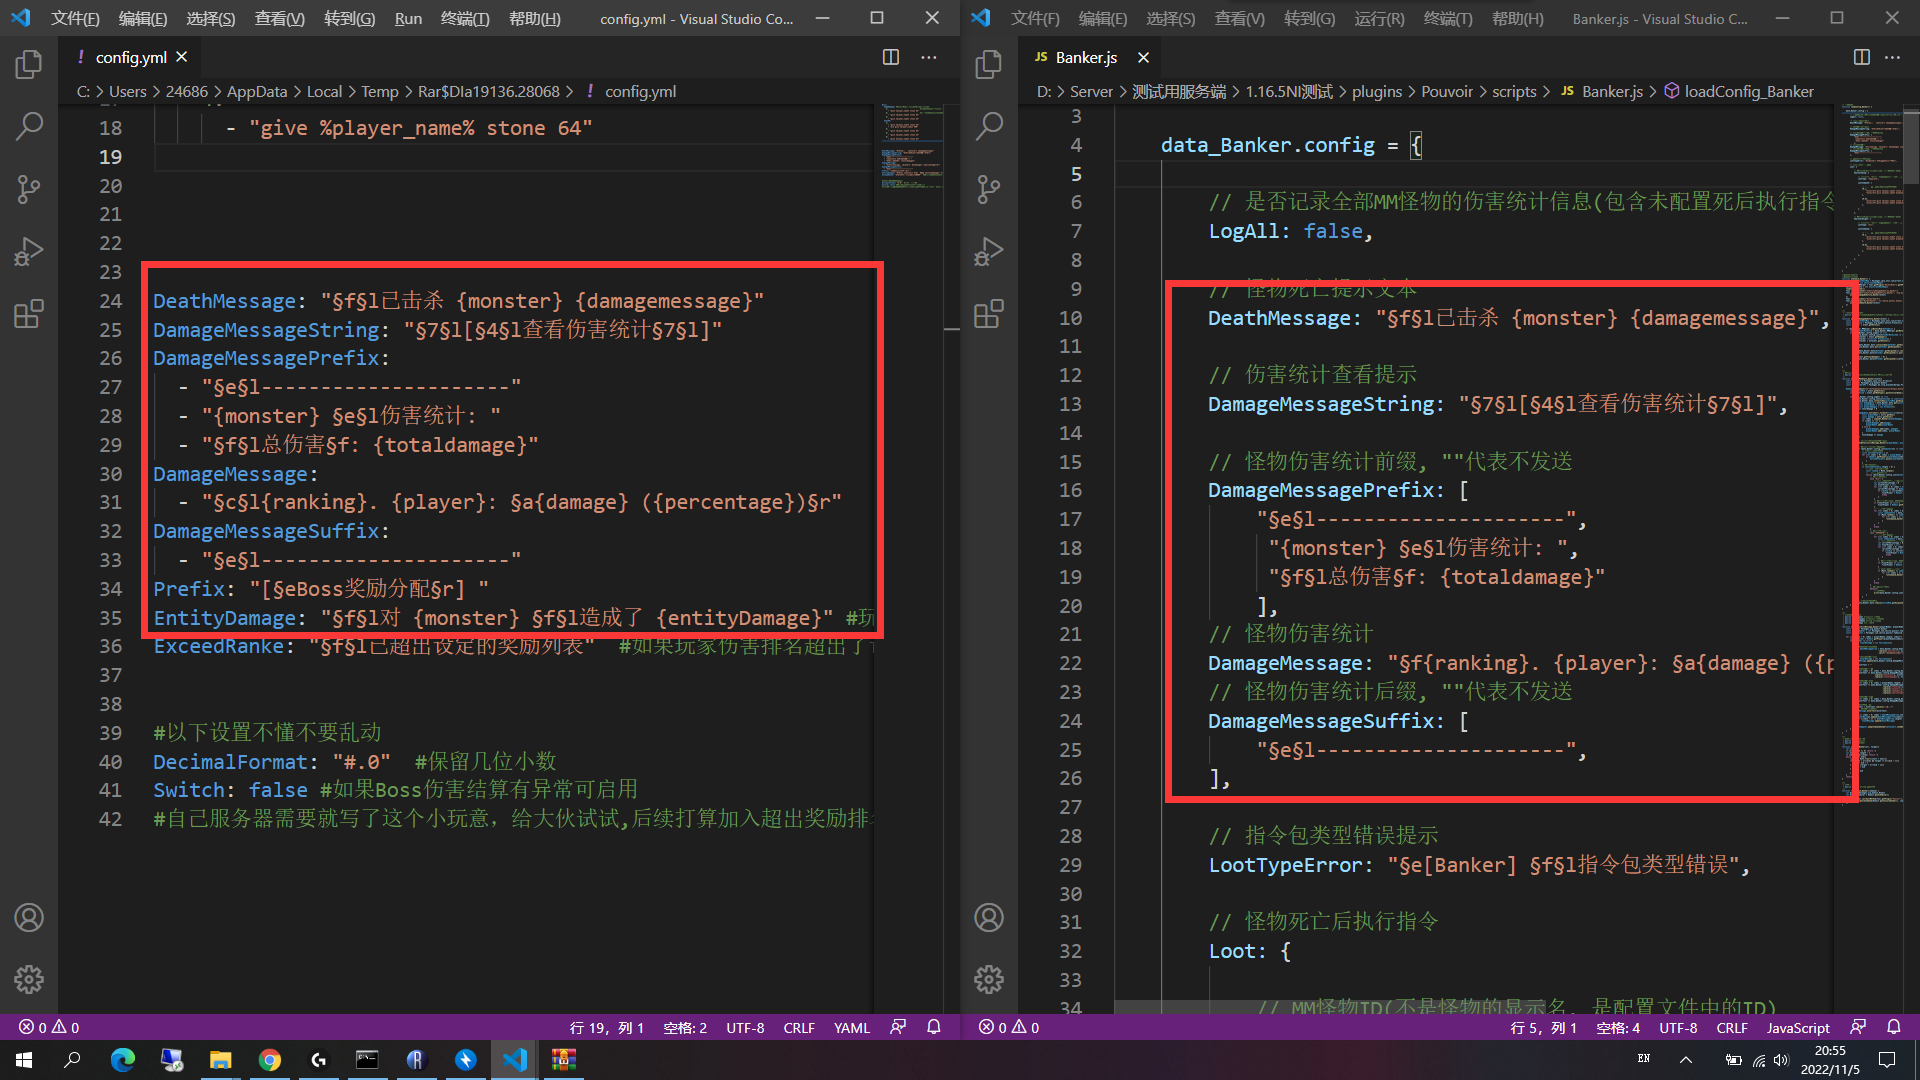 文件(F) 编辑(E) 选择(S) 查看(V) 转到(G) Run 终端(T) 帮助(H) config.yml - Visual Studio Co...
! config.yml
C: > Users > 24686 > AppData > Local > Temp > Rar$DIa19136.28068 > ! config.yml
18 - "give %player_name% stone 64"
19
20
21
22
23
24 DeathMessage: "§f§l已击杀 {monster} {damagemessage}"
25 DamageMessageString: "§7§l[§4§l查看伤害统计§7§l]"
26 DamageMessagePrefix:
27 - "§e§l---------------------"
28 - "{monster} §e§l伤害统计: "
29 - "§f§l总伤害§f: {totaldamage}"
30 DamageMessage:
31 - "§c§l{ranking}. {player}: §a{damage} ({percentage})§r"
32 DamageMessageSuffix:
33 - "§e§l---------------------"
34 Prefix: "[§eBoss奖励分配§r] "
35 EntityDamage: "§f§l对 {monster} §f§l造成了 {entityDamage}" #玩
36 ExceedRanke: "§f§l已超出设定的奖励列表" #如果玩家伤害排名超出了
37
38
39 #以下设置不懂不要乱动
40 DecimalFormat: "#.0" #保留几位小数
41 Switch: false #如果Boss伤害结算有异常可启用
42 #自己服务器需要就写了这个小玩意，给大伙试试,后续打算加入超出奖励排
0 0 行 19，列 1 空格: 2 UTF-8 CRLF YAML
文件(F) 编辑(E) 选择(S) 查看(V) 转到(G) 运行(R) 终端(T) 帮助(H) Banker.js - Visual Studio C...
JS Banker.js
D: > Server > 测试用服务端 > 1.16.5NI测试 > plugins > Pouvoir > scripts > JS Banker.js > loadConfig_Banker
3
4 data_Banker.config = {
5
6 // 是否记录全部MM怪物的伤害统计信息(包含未配置死后执行指令
7 LogAll: false,
8
9 // 怪物死亡提示文本
10 DeathMessage: "§f§l已击杀 {monster} {damagemessage}",
11
12 // 伤害统计查看提示
13 DamageMessageString: "§7§l[§4§l查看伤害统计§7§l]",
14
15 // 怪物伤害统计前缀, ""代表不发送
16 DamageMessagePrefix: [
17 "§e§l---------------------",
18 "{monster} §e§l伤害统计: ",
19 "§f§l总伤害§f: {totaldamage}"
20 ],
21 // 怪物伤害统计
22 DamageMessage: "§f{ranking}. {player}: §a{damage} ({p
23 // 怪物伤害统计后缀, ""代表不发送
24 DamageMessageSuffix: [
25 "§e§l---------------------",
26 ],
27
28 // 指令包类型错误提示
29 LootTypeError: "§e[Banker] §f§l指令包类型错误",
30
31 // 怪物死亡后执行指令
32 Loot: {
33
34 // MM怪物ID(不是怪物的显示名, 是配置文件中的ID)
0 0 行 5，列 1 空格: 4 UTF-8 CRLF JavaScript
EN 20:55
2022/11/5